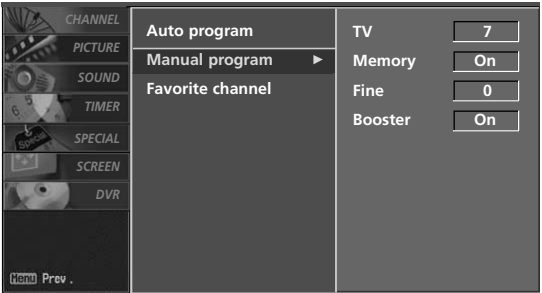 CHANNEL
PICTURE
SOUND
TIMER
SPECIAL
SCREEN
DVR
Menu Prev.
Auto program
Manual program ►
Favorite channel
TV 7
Memory On
Fine 0
Booster On